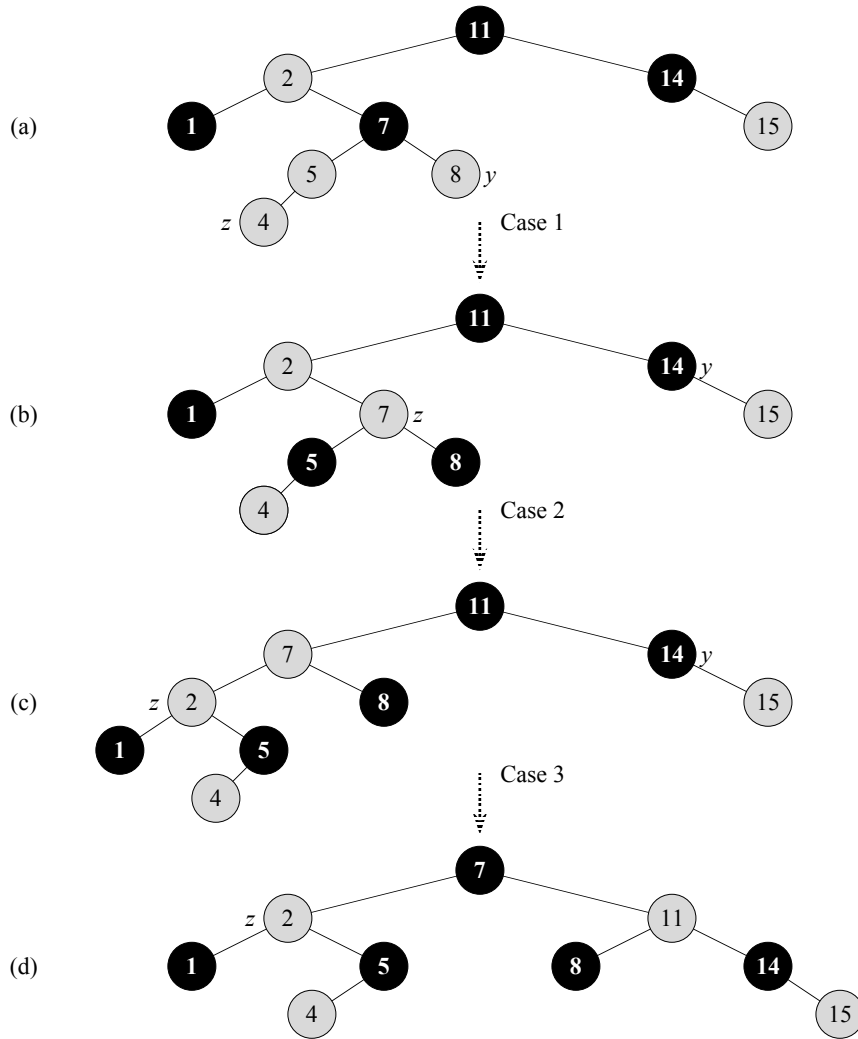 11
2 14
(a) 1 7 15
5 8 y
z 4 Case 1
11
2 14 y
(b) 1 7 z 15
5 8
4 Case 2
11
7 14 y
(c) z 2 8 15
1 5
4 Case 3
7
z 2 11
(d) 1 5 8 14
4 15